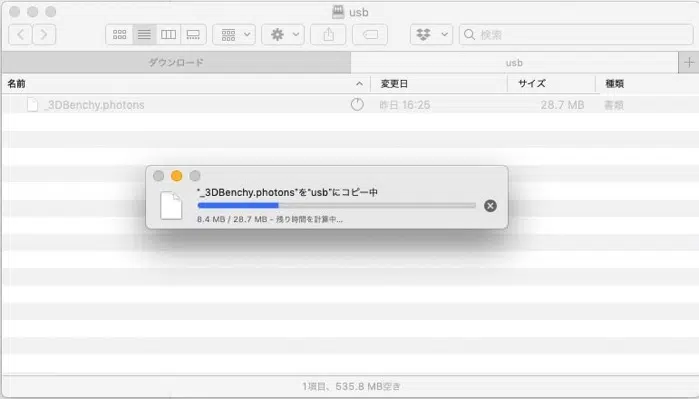 usb
検索
ダウンロード
usb
名前 変更日 サイズ 種類
_3DBenchy.photons 昨日 16:25 28.7 MB 書類
"_3DBenchy.photons"を"usb"にコピー中
8.4 MB / 28.7 MB - 残り時間を計算中...
1項目、535.8 MB空き